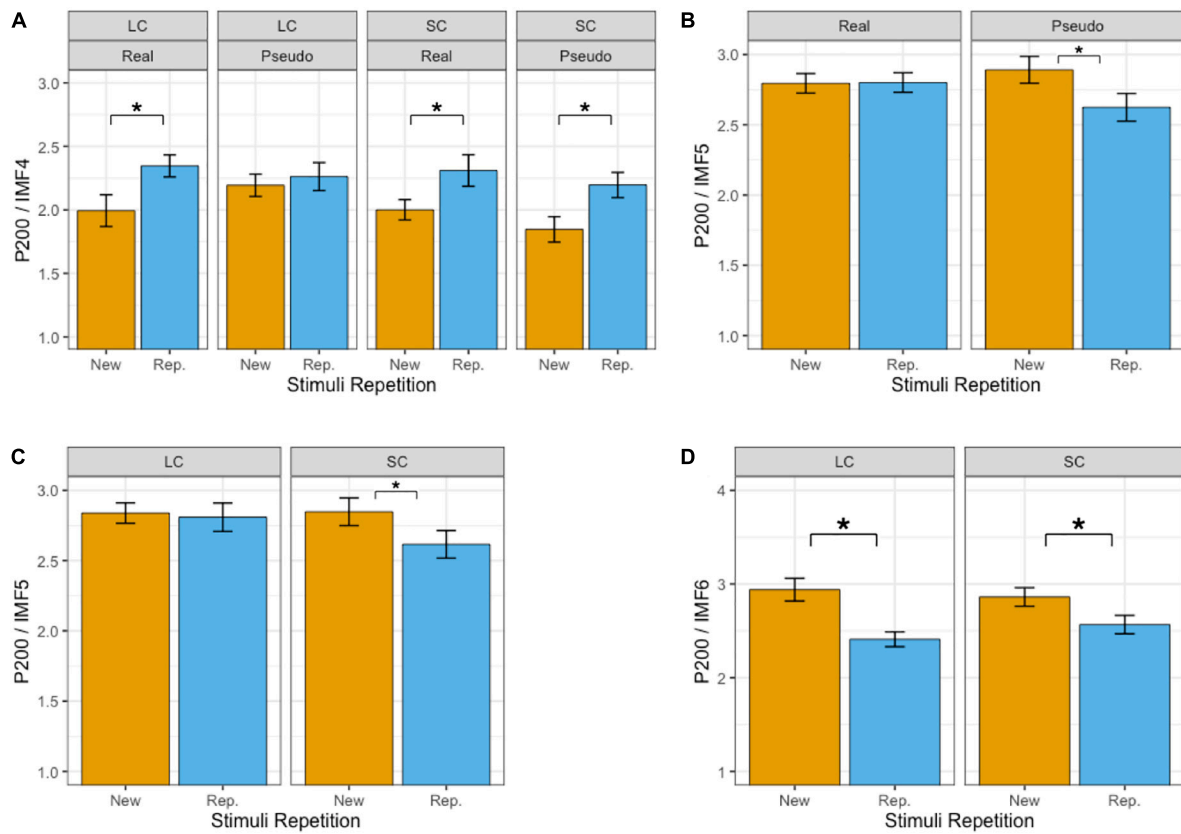 A
LC LC SC SC
Real Pseudo Real Pseudo
3.0
2.5
2.0
1.5
1.0
P200 / IMF4
* * *
New Rep. New Rep. New Rep. New Rep.
Stimuli Repetition
B
Real Pseudo
3.0
2.5
2.0
1.5
1.0
P200 / IMF5
*
New Rep. New Rep.
Stimuli Repetition
C
LC SC
3.0
2.5
2.0
1.5
1.0
P200 / IMF5
*
New Rep. New Rep.
Stimuli Repetition
D
LC SC
4
3
2
1
P200 / IMF6
* *
New Rep. New Rep.
Stimuli Repetition